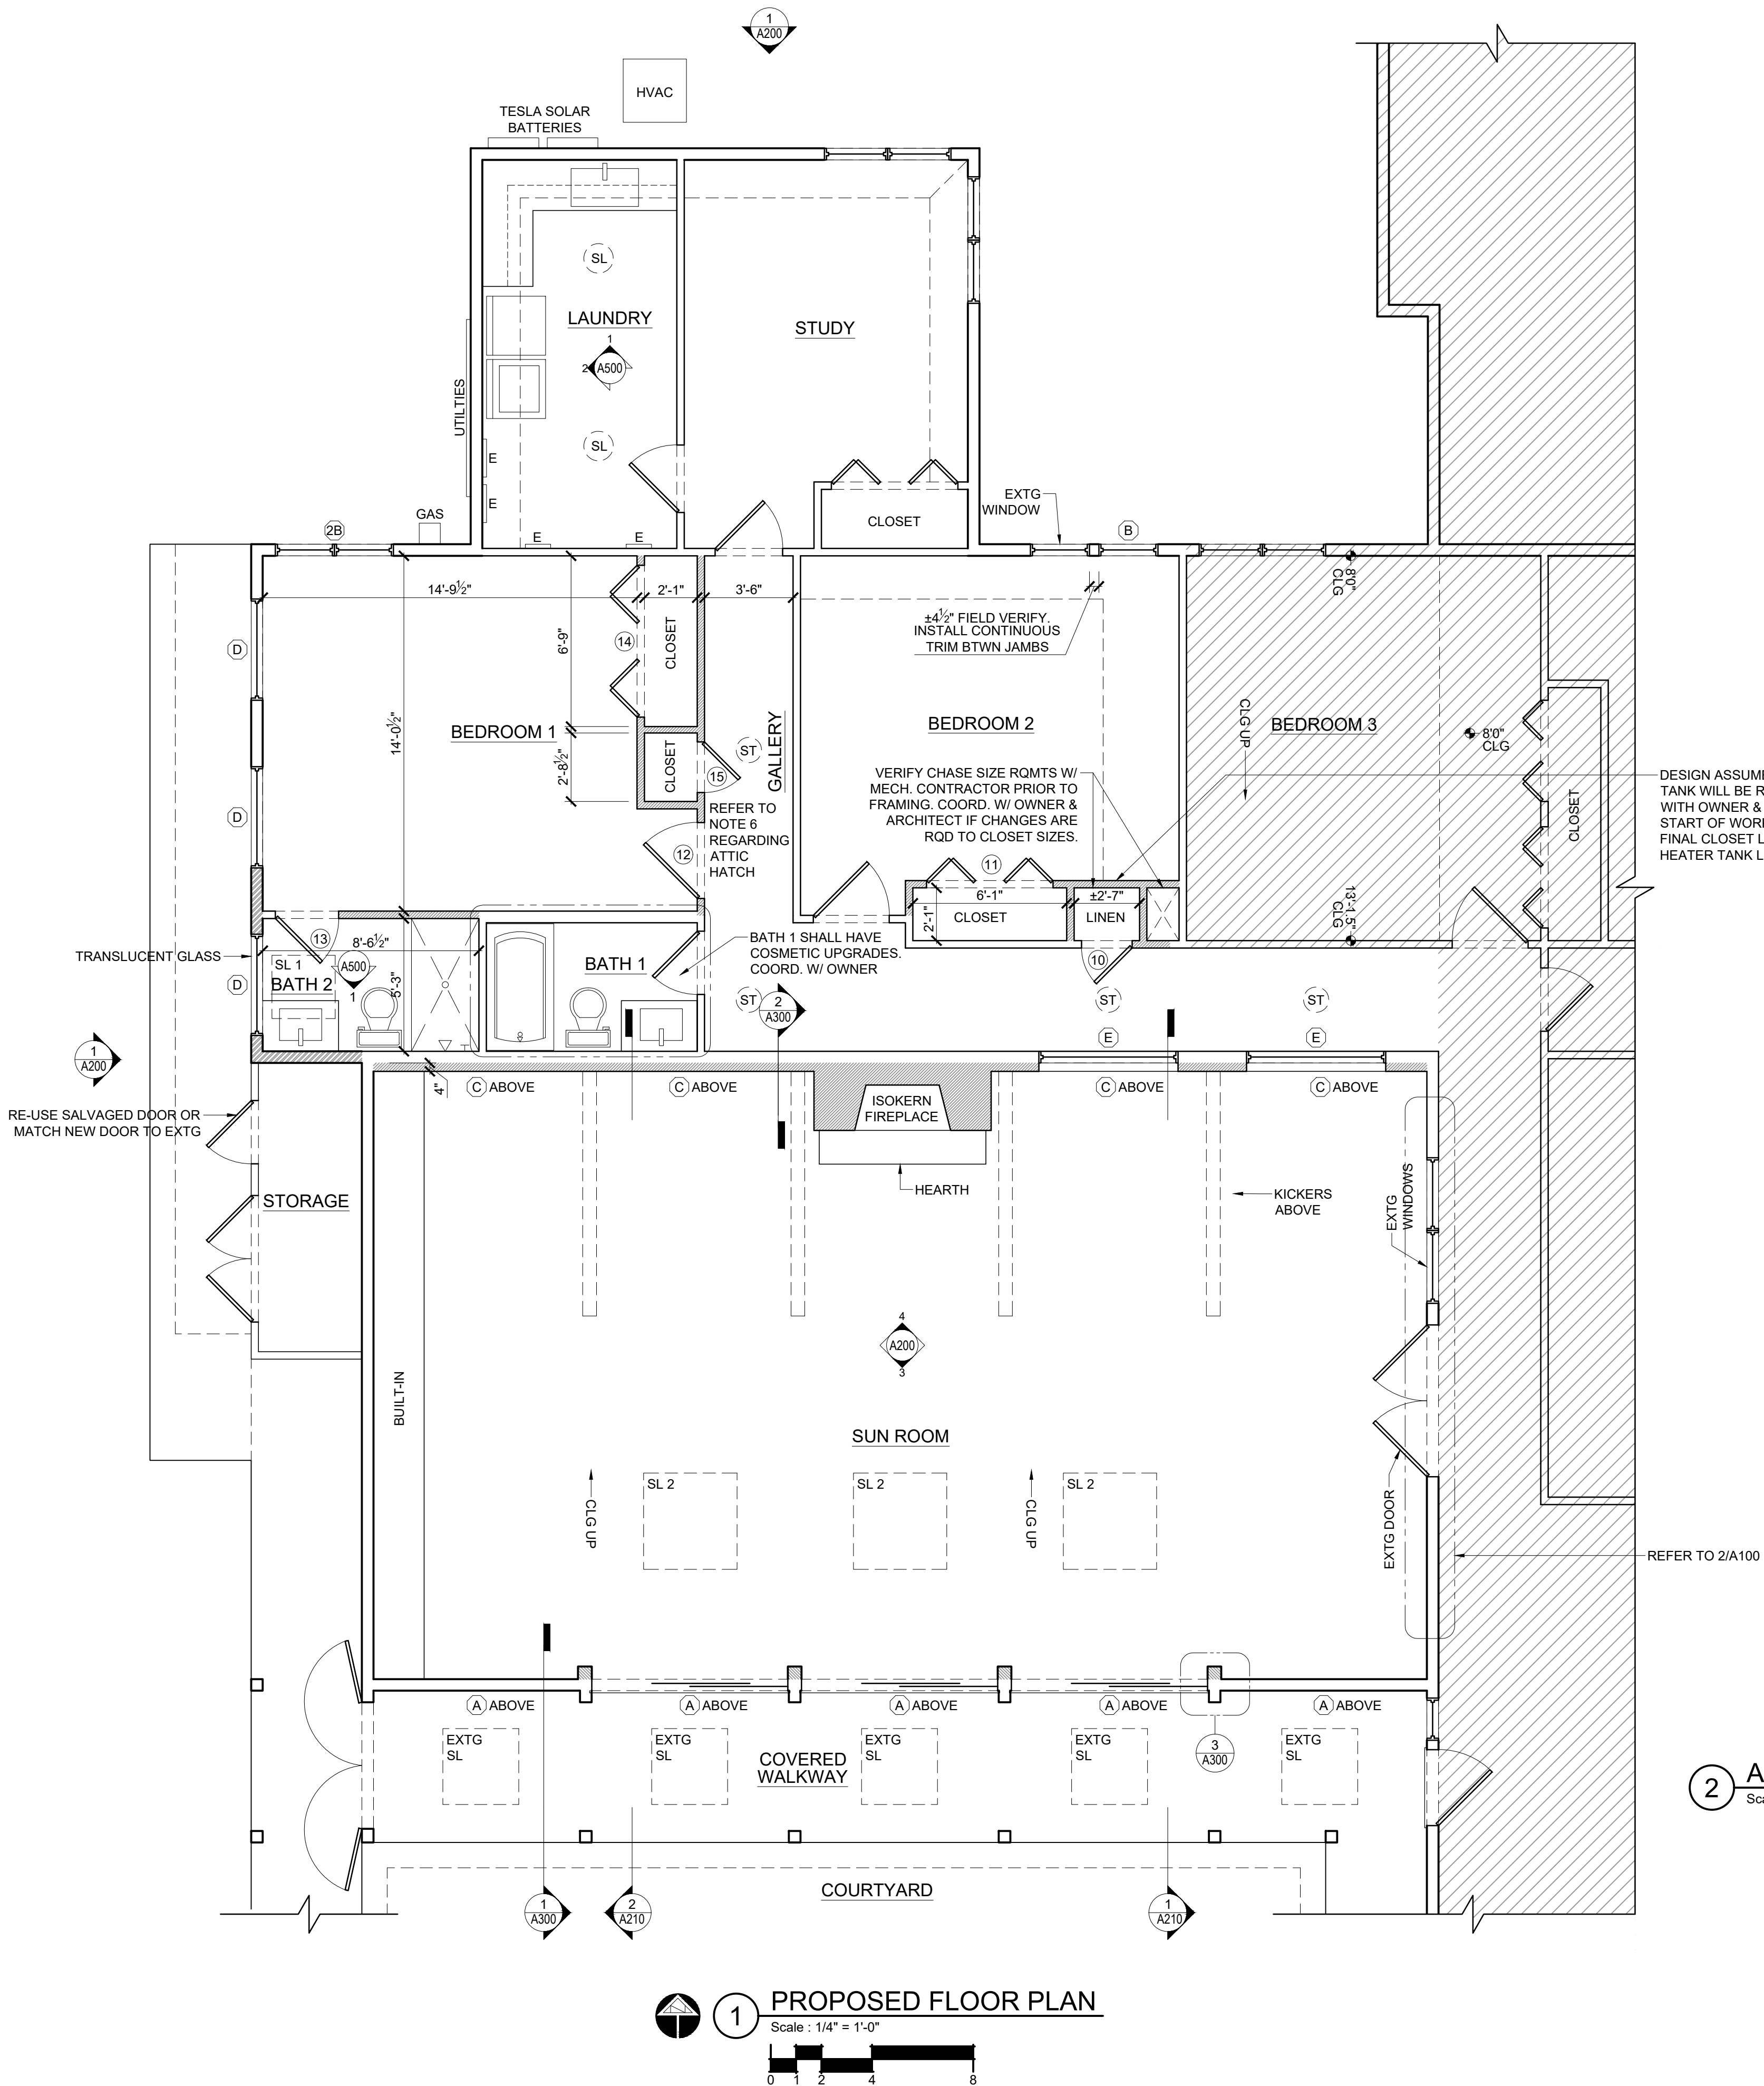 1
A200
HVAC
TESLA SOLAR
BATTERIES
SL
LAUNDRY
STUDY
1
2
A500
UTILTIES
SL
E
E
E
E
GAS
CLOSET
EXTG
WINDOW
2B
B
14'-9½"
2'-1"
3'-6"
8'0"
CLG
±4½" FIELD VERIFY.
INSTALL CONTINUOUS
TRIM BTWN JAMBS
6'-9"
14
CLOSET
D
14'-0½"
BEDROOM 1
GALLERY
BEDROOM 2
CLG UP
BEDROOM 3
8'0"
CLG
ST
2'-8½"
CLOSET
15
VERIFY CHASE SIZE RQMTS W/
MECH. CONTRACTOR PRIOR TO
FRAMING. COORD. W/ OWNER &
ARCHITECT IF CHANGES ARE
RQD TO CLOSET SIZES.
DESIGN ASSUME
TANK WILL BE R
WITH OWNER &
START OF WORK
FINAL CLOSET L
HEATER TANK L
CLOSET
D
REFER TO
NOTE 6
REGARDING
ATTIC
HATCH
12
11
6'-1"
±2'-7"
2'-1"
CLOSET
LINEN
13'-1.5"
CLG
13
8'-6½"
TRANSLUCENT GLASS
SL 1
A500
1
BATH 2
5'-3"
D
BATH 1
BATH 1 SHALL HAVE
COSMETIC UPGRADES.
COORD. W/ OWNER
10
ST
2
A300
ST
ST
E
E
1
A200
4"
C ABOVE
C ABOVE
C ABOVE
C ABOVE
ISOKERN
FIREPLACE
RE-USE SALVAGED DOOR OR
MATCH NEW DOOR TO EXTG
HEARTH
KICKERS
ABOVE
STORAGE
EXTG
WINDOWS
4
A200
3
BUILT-IN
SUN ROOM
SL 2
SL 2
SL 2
CLG UP
CLG UP
EXTG DOOR
REFER TO 2/A100
A ABOVE
A ABOVE
A ABOVE
A ABOVE
A ABOVE
EXTG
SL
EXTG
SL
EXTG
SL
EXTG
SL
EXTG
SL
COVERED
WALKWAY
3
A300
2
A
Sca
COURTYARD
1
A300
2
A210
1
A210
1
PROPOSED FLOOR PLAN
Scale : 1/4" = 1'-0"
0 1 2 4 8